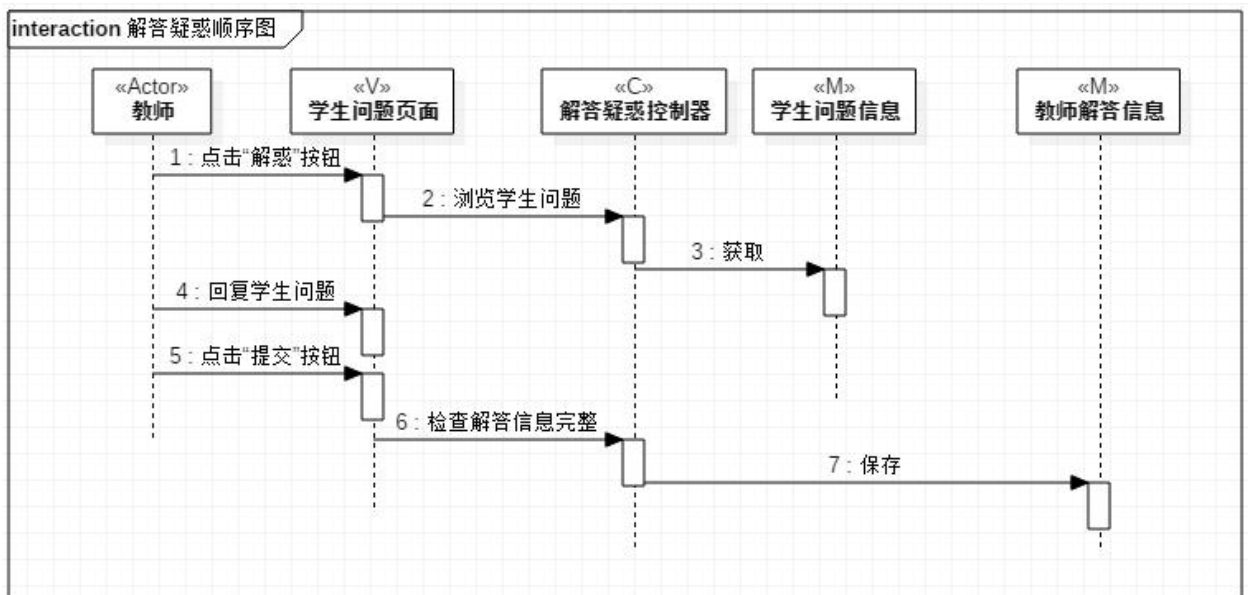 interaction 解答疑惑顺序图
«Actor»
教师
«V»
学生问题页面
«C»
解答疑惑控制器
«M»
学生问题信息
«M»
教师解答信息
1 : 点击“解惑”按钮
2 : 浏览学生问题
3 : 获取
4 : 回复学生问题
5 : 点击“提交”按钮
6 : 检查解答信息完整
7 : 保存